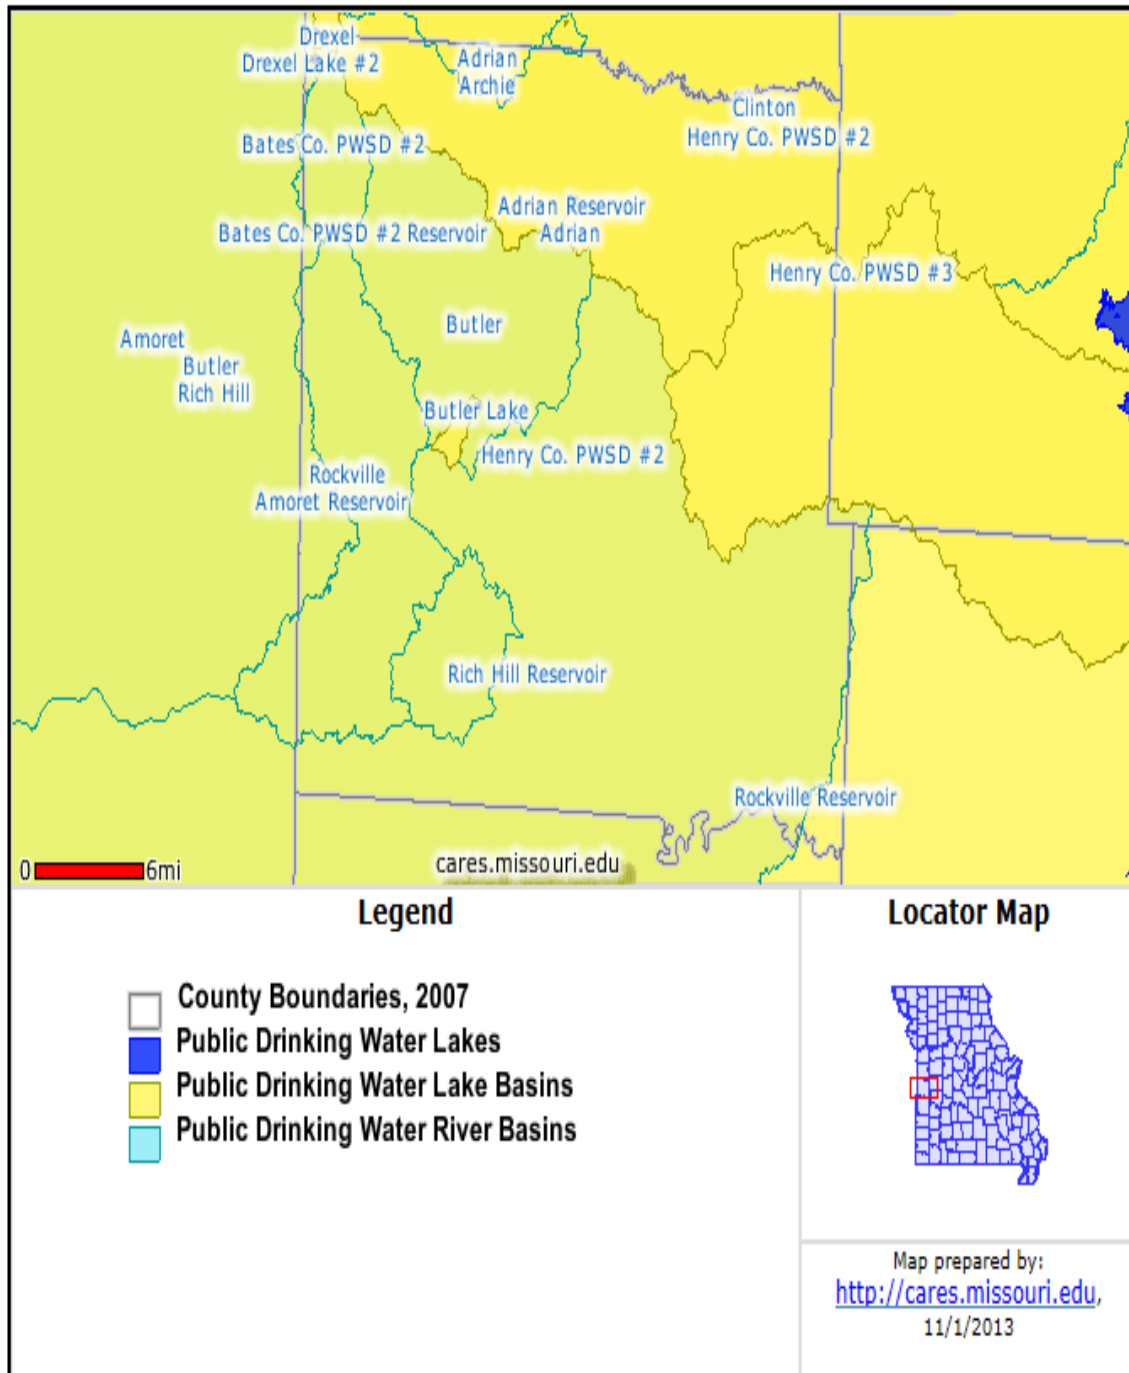 Drexel
Drexel Lake #2
Adrian
Archie
Clinton
Henry Co. PWSD #2
Bates Co. PWSD #2
Adrian Reservoir
Adrian
Bates Co. PWSD #2 Reservoir
Henry Co. PWSD #3
Butler
Amoret
Butler
Rich Hill
Butler Lake
Henry Co. PWSD #2
Rockville
Amoret Reservoir
Rich Hill Reservoir
Rockville Reservoir
0 6mi
cares.missouri.edu
Legend
County Boundaries, 2007
Public Drinking Water Lakes
Public Drinking Water Lake Basins
Public Drinking Water River Basins
Locator Map
Map prepared by:
http://cares.missouri.edu,
11/1/2013